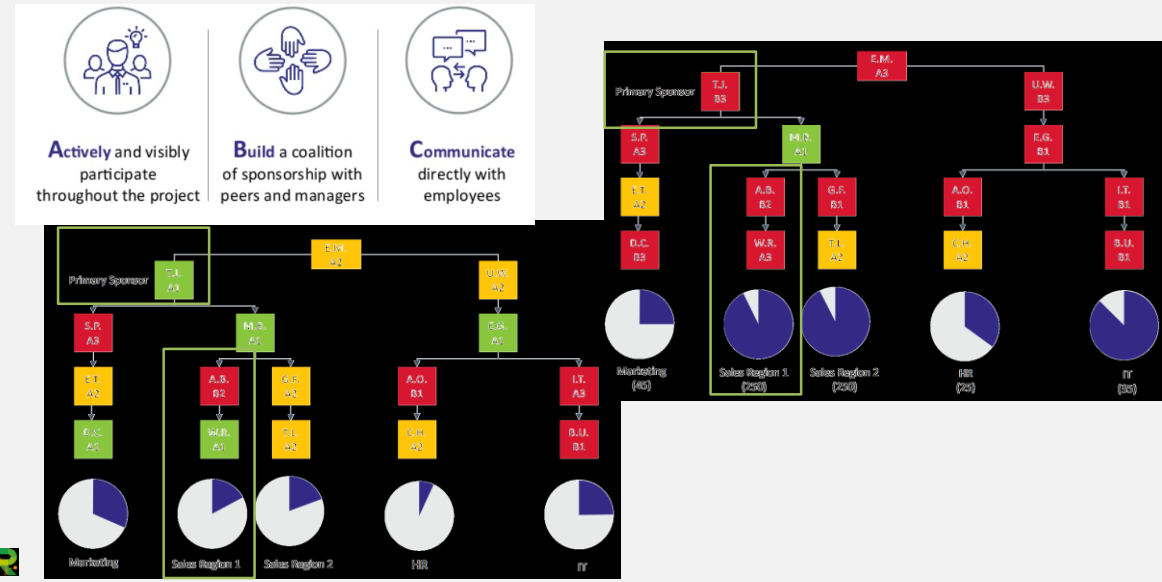 Actively and visibly
participate
throughout the project
Build a coalition
of sponsorship with
peers and managers
Communicate
directly with
employees
E.M.
A3
Primary Sponsor
T.J.
B3
U.W.
B3
S.P.
A3
M.B.
A1
E.G.
B1
E.T.
A2
A.B.
B2
G.F.
B1
A.O.
B1
I.T.
B1
D.C.
B3
W.R.
A3
T.L.
A2
C.H.
A2
B.U.
B1
Marketing
(45)
Sales Region 1
(250)
Sales Region 2
(250)
HR
(25)
IT
(35)
E.M.
A2
Primary Sponsor
T.J.
A1
U.W.
A2
S.P.
A3
M.B.
A1
E.G.
A1
E.T.
A2
A.B.
B2
G.F.
A2
A.O.
B1
I.T.
A3
D.C.
A1
W.R.
A1
T.L.
A2
C.H.
A2
B.U.
B1
Marketing
Sales Region 1
Sales Region 2
HR
IT
R